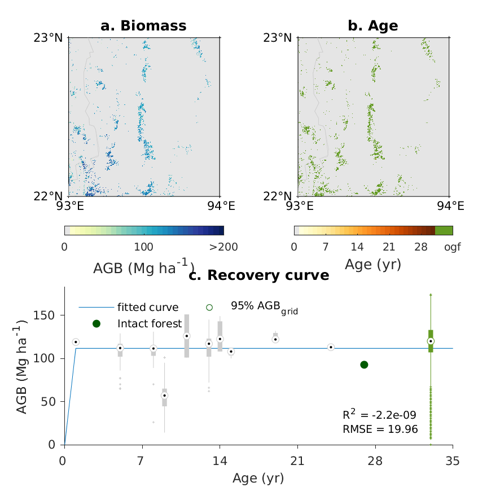 a. Biomass
b. Age
23°N
22°N
93°E
94°E
23°N
22°N
93°E
94°E
0
100
>200
AGB (Mg ha⁻¹)
0
7
14
21
28
ogf
Age (yr)
c. Recovery curve
fitted curve
95% AGB_grid
Intact forest
R² = -2.2e-09
RMSE = 19.96
AGB (Mg ha⁻¹)
150
100
50
0
0
7
14
21
28
35
Age (yr)